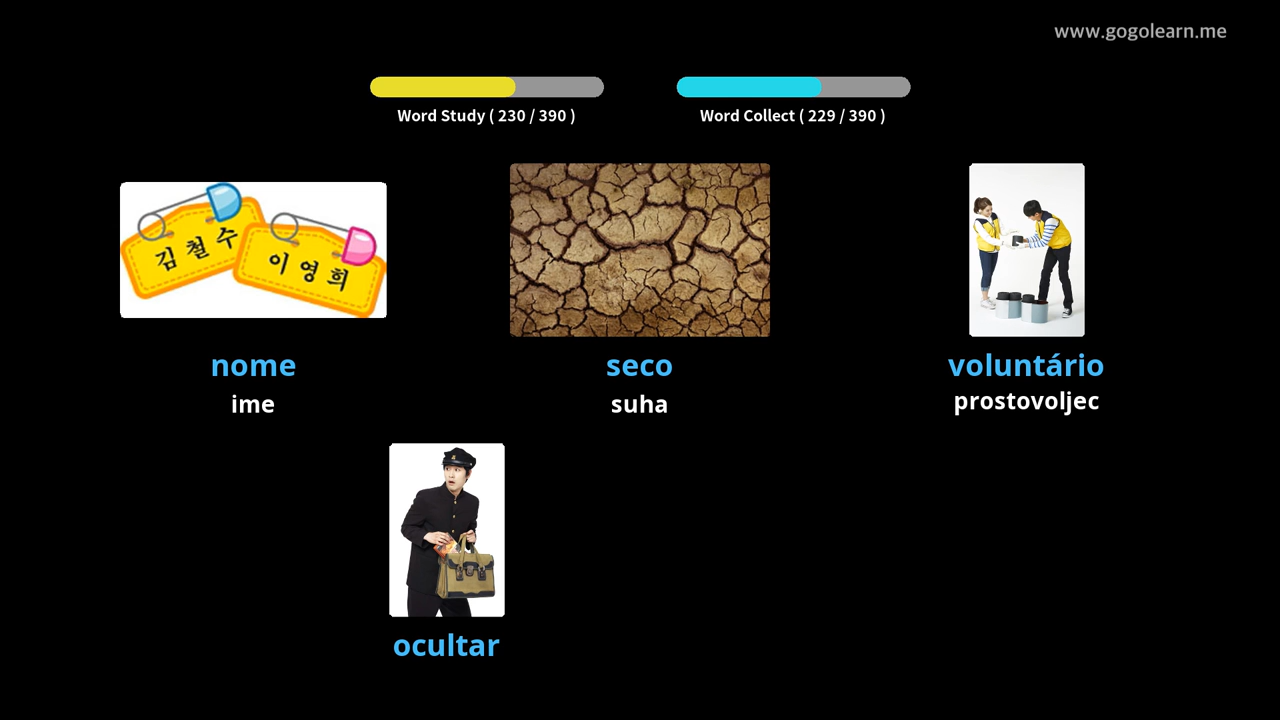 www.gogolearn.me
Word Study ( 230 / 390 )
Word Collect ( 229 / 390 )
김철수
이영희
nome
seco
voluntário
ime
suha
prostovoljec
ocultar